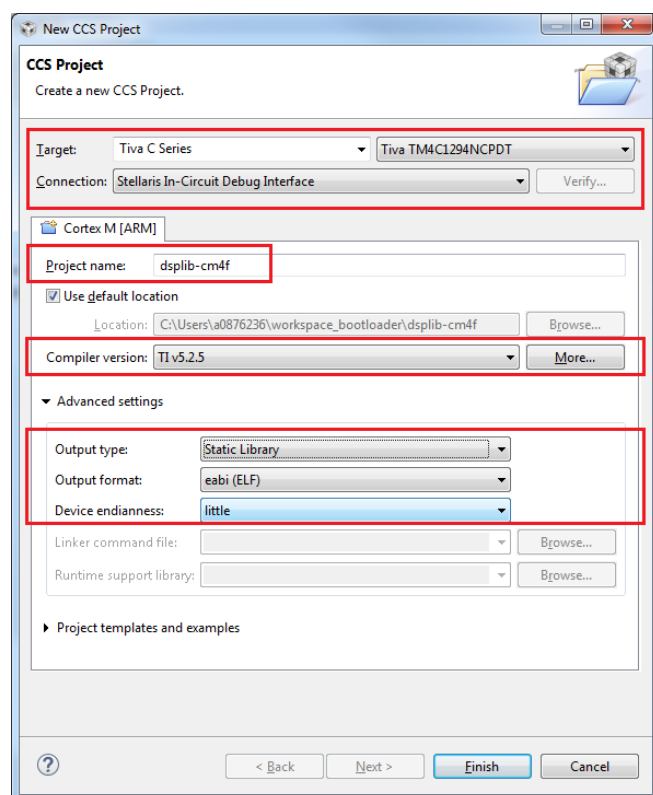 New CCS Project
CCS Project
Create a new CCS Project.
Target: Tiva C Series Tiva TM4C1294NCPDT
Connection: Stellaris In-Circuit Debug Interface Verify...
Cortex M [ARM]
Project name: dsplib-cm4f
Use default location
Location: C:\Users\a0876236\workspace_bootloader\dsplib-cm4f Browse...
Compiler version: TI v5.2.5 More...
Advanced settings
Output type: Static Library
Output format: eabi (ELF)
Device endianness: little
Linker command file: Browse...
Runtime support library: Browse...
Project templates and examples
? < Back Next > Finish Cancel